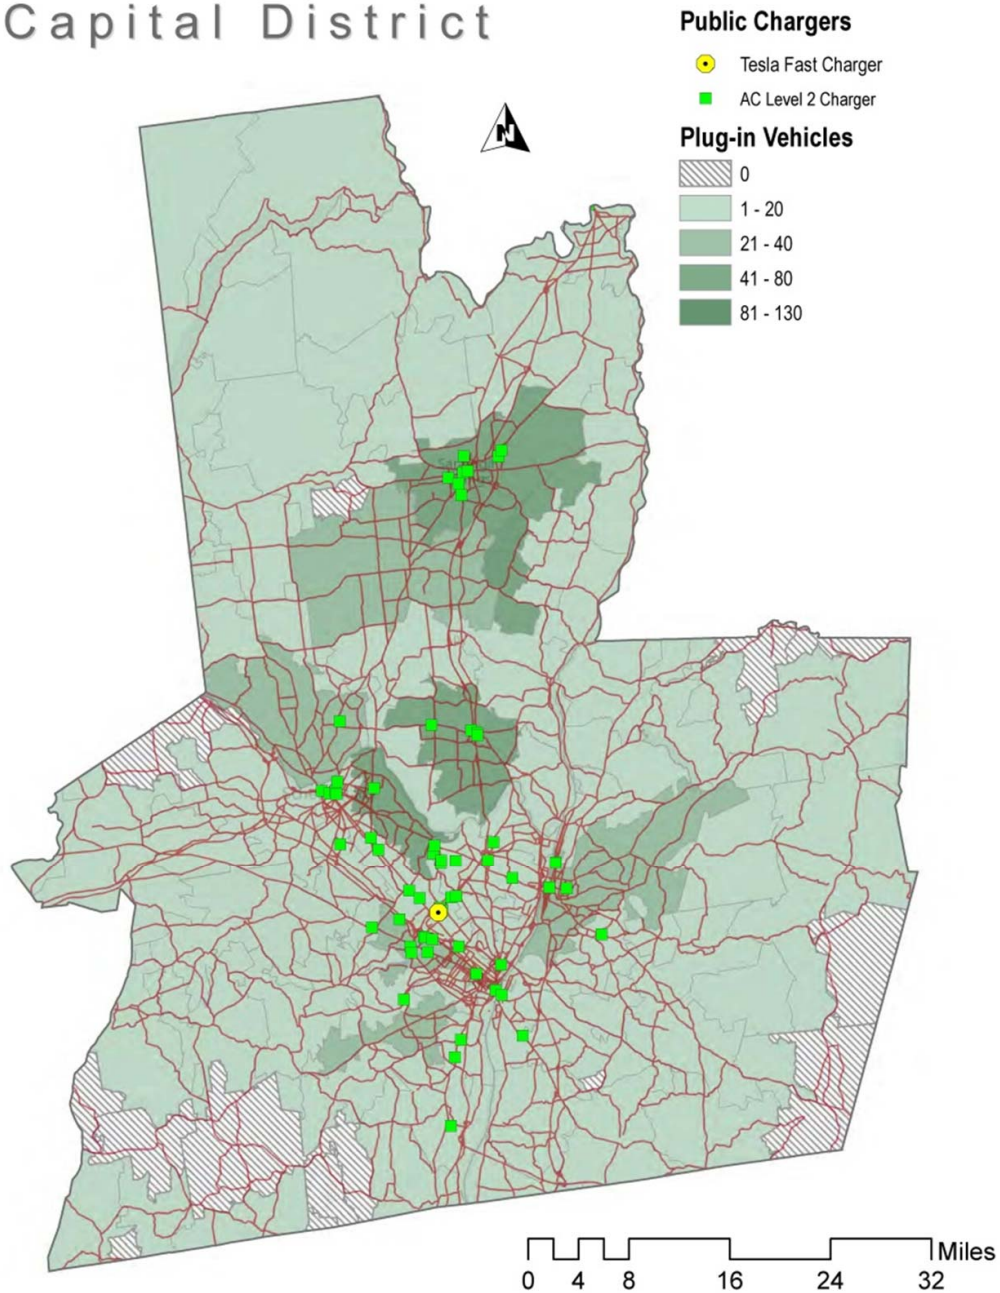 Capital District
Public Chargers
Tesla Fast Charger
AC Level 2 Charger
Plug-in Vehicles
0
1 - 20
21 - 40
41 - 80
81 - 130
N
Miles
0 4 8 16 24 32